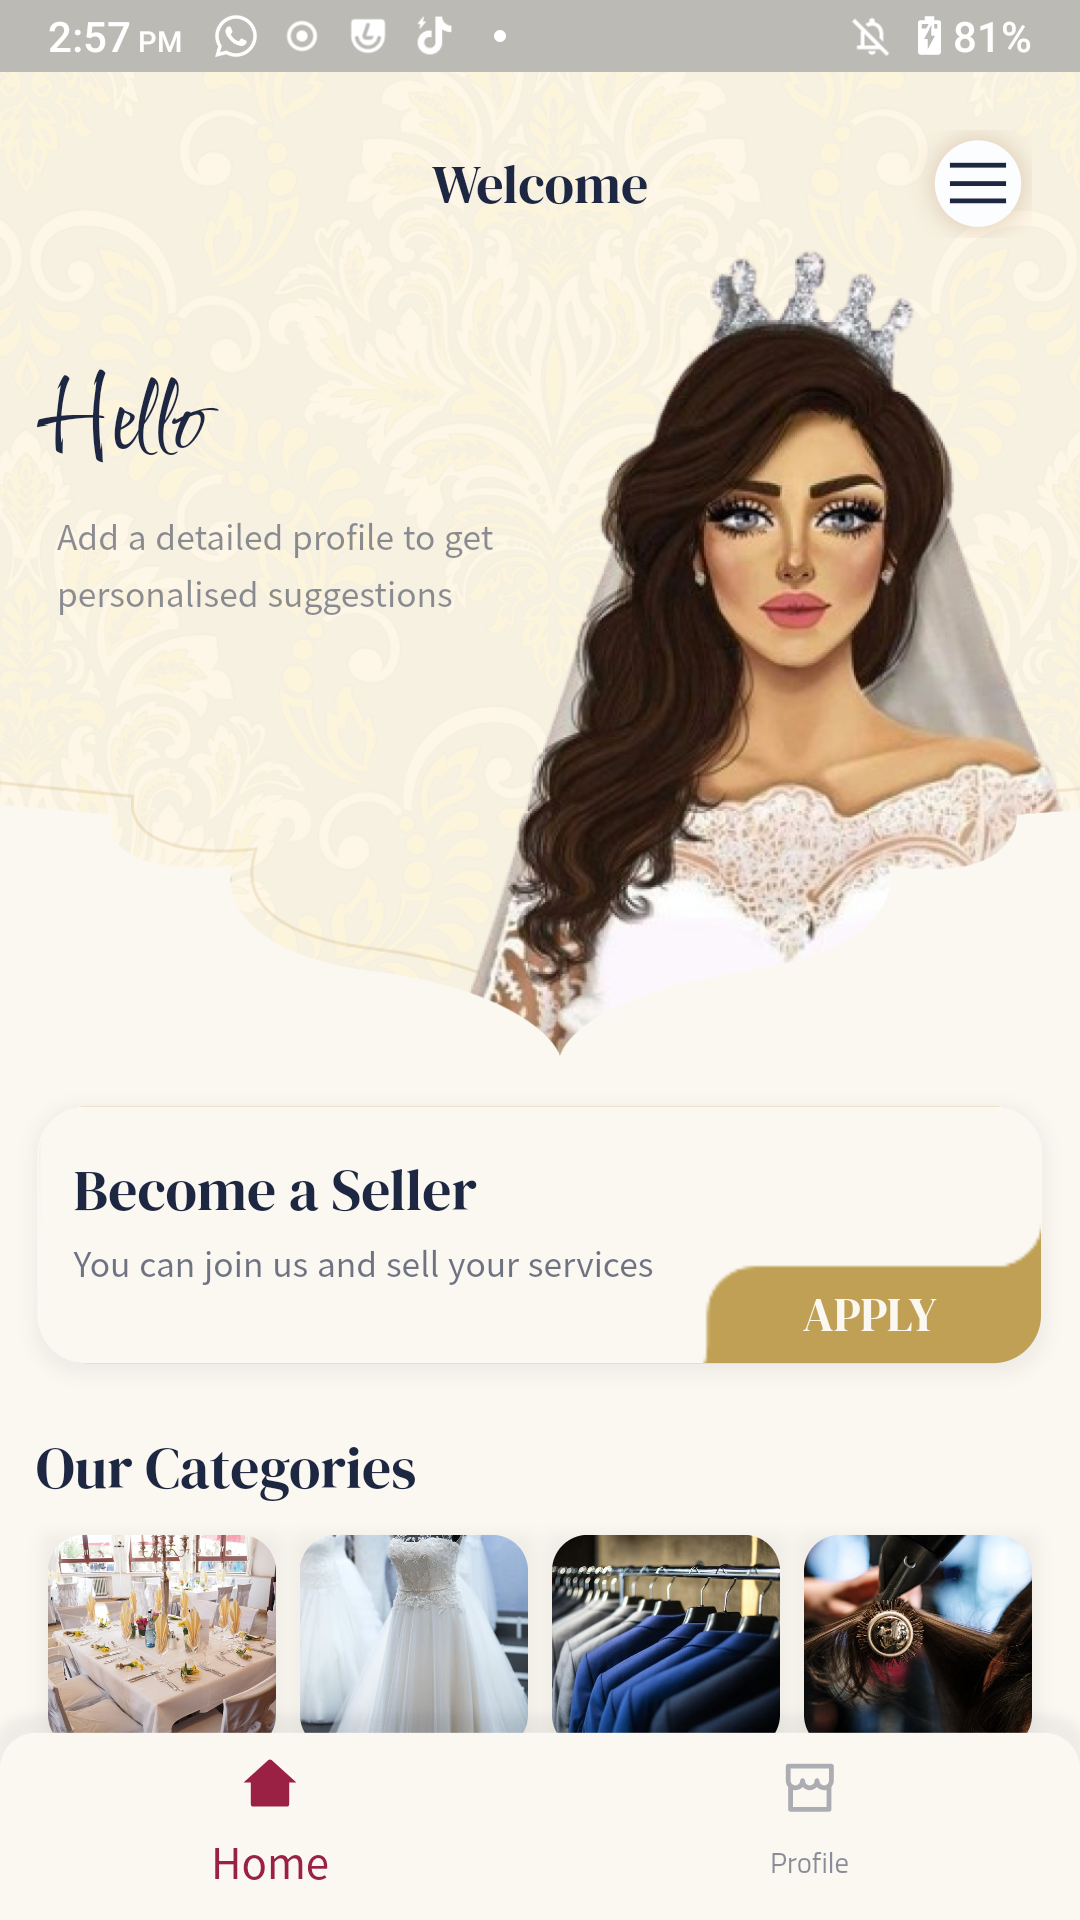 2:57 PM
81%
Welcome
Hello
Add a detailed profile to get
personalised suggestions
Become a Seller
You can join us and sell your services
APPLY
Our Categories
Home
Profile